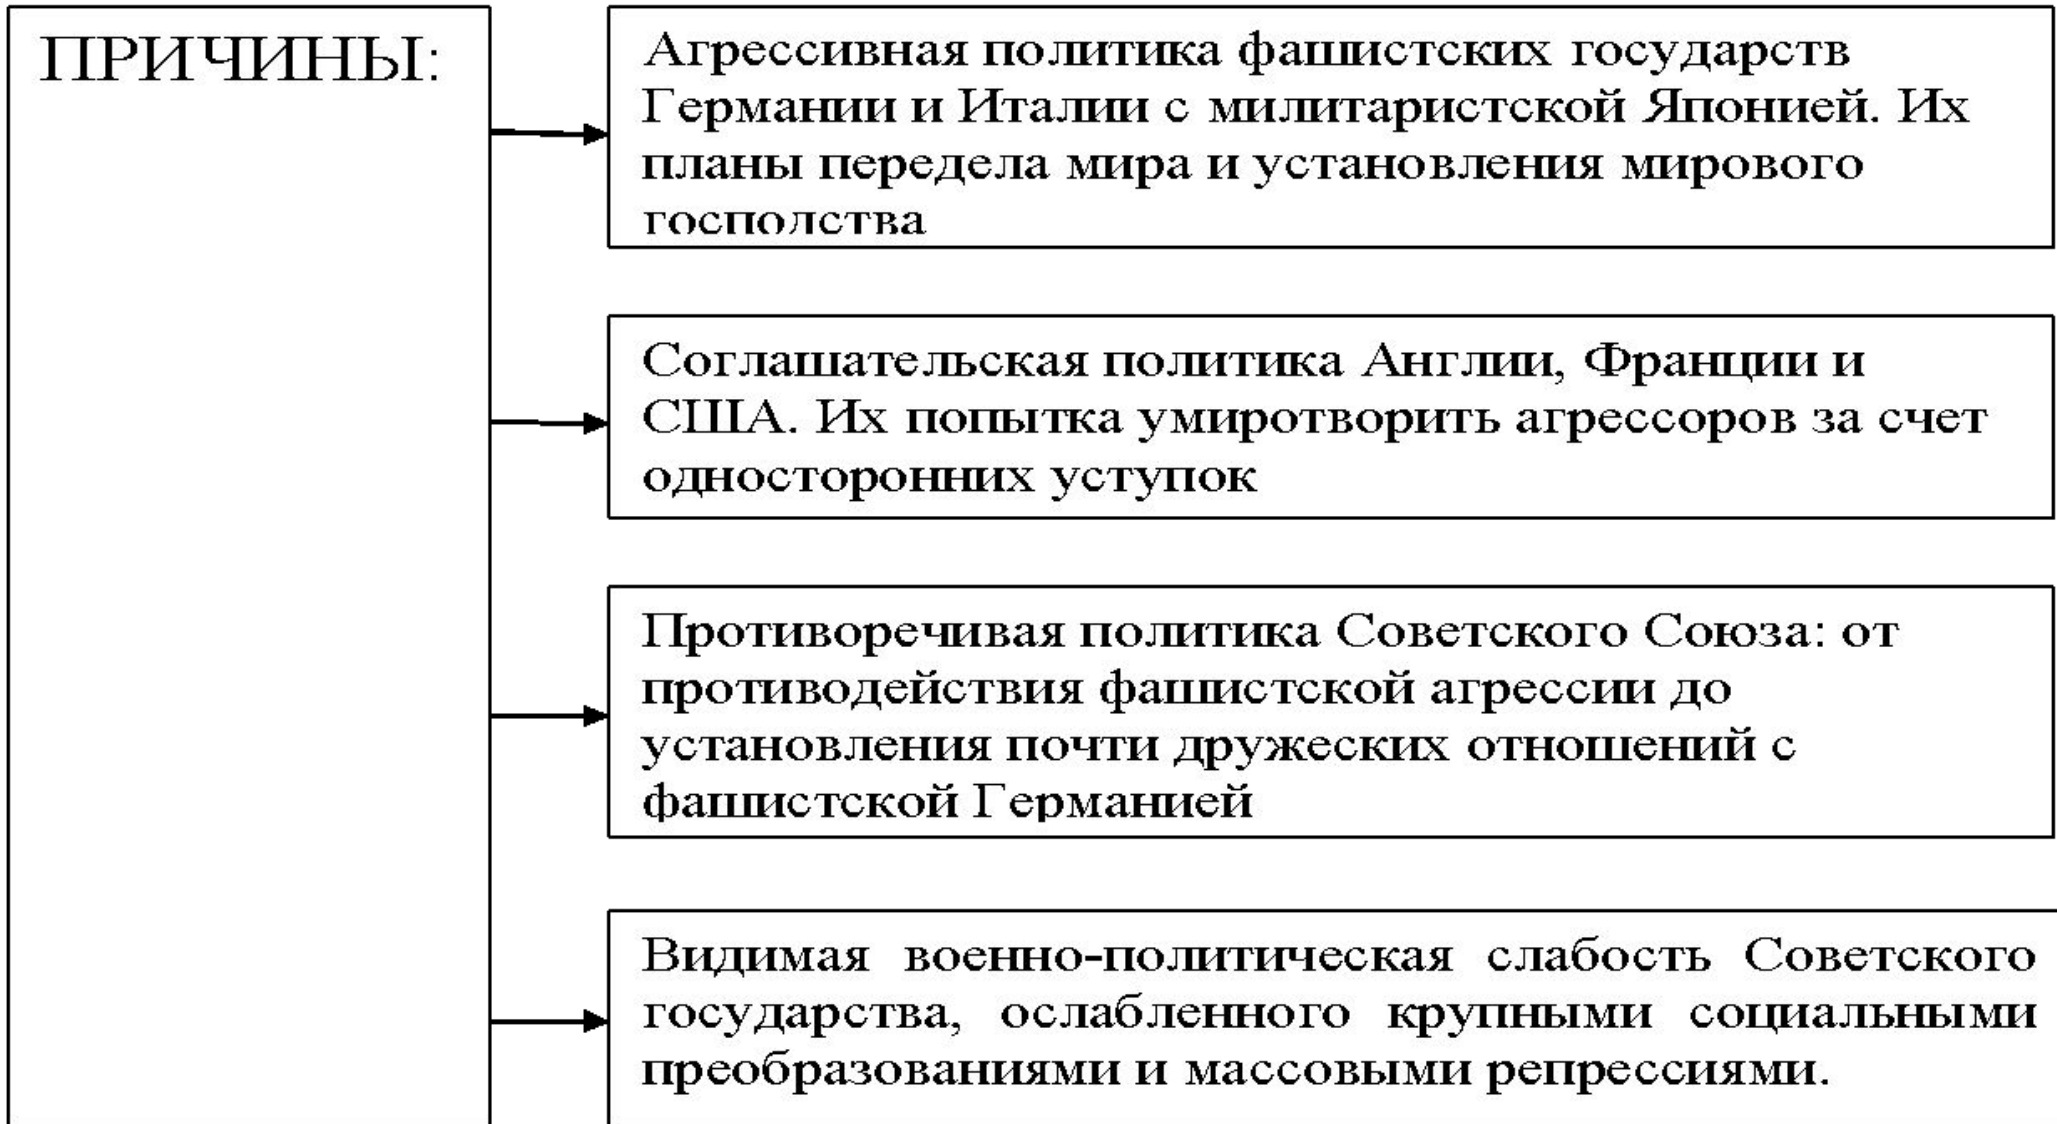 ПРИЧИНЫ:
Агрессивная политика фашистских государств
Германии и Италии с милитаристской Японией. Их
планы передела мира и установления мирового
господства
Соглашательская политика Англии, Франции и
США. Их попытка умиротворить агрессоров за счет
односторонних уступок
Противоречивая политика Советского Союза: от
противодействия фашистской агрессии до
установления почти дружеских отношений с
фашистской Германией
Видимая военно-политическая слабость Советского
государства, ослабленного крупными социальными
преобразованиями и массовыми репрессиями.